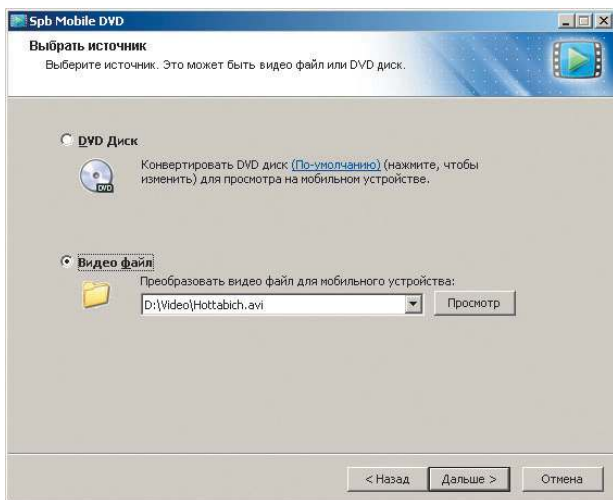 Spb Mobile DVD
Выбрать источник
Выберите источник. Это может быть видео файл или DVD диск.
DVD Диск
Конвертировать DVD диск (По-умолчанию) (нажмите, чтобы
изменить) для просмотра на мобильном устройстве.
DVD
Видео файл
Преобразовать видео файл для мобильного устройства:
D:\Video\Hottabich.avi
Просмотр
< Назад
Дальше >
Отмена